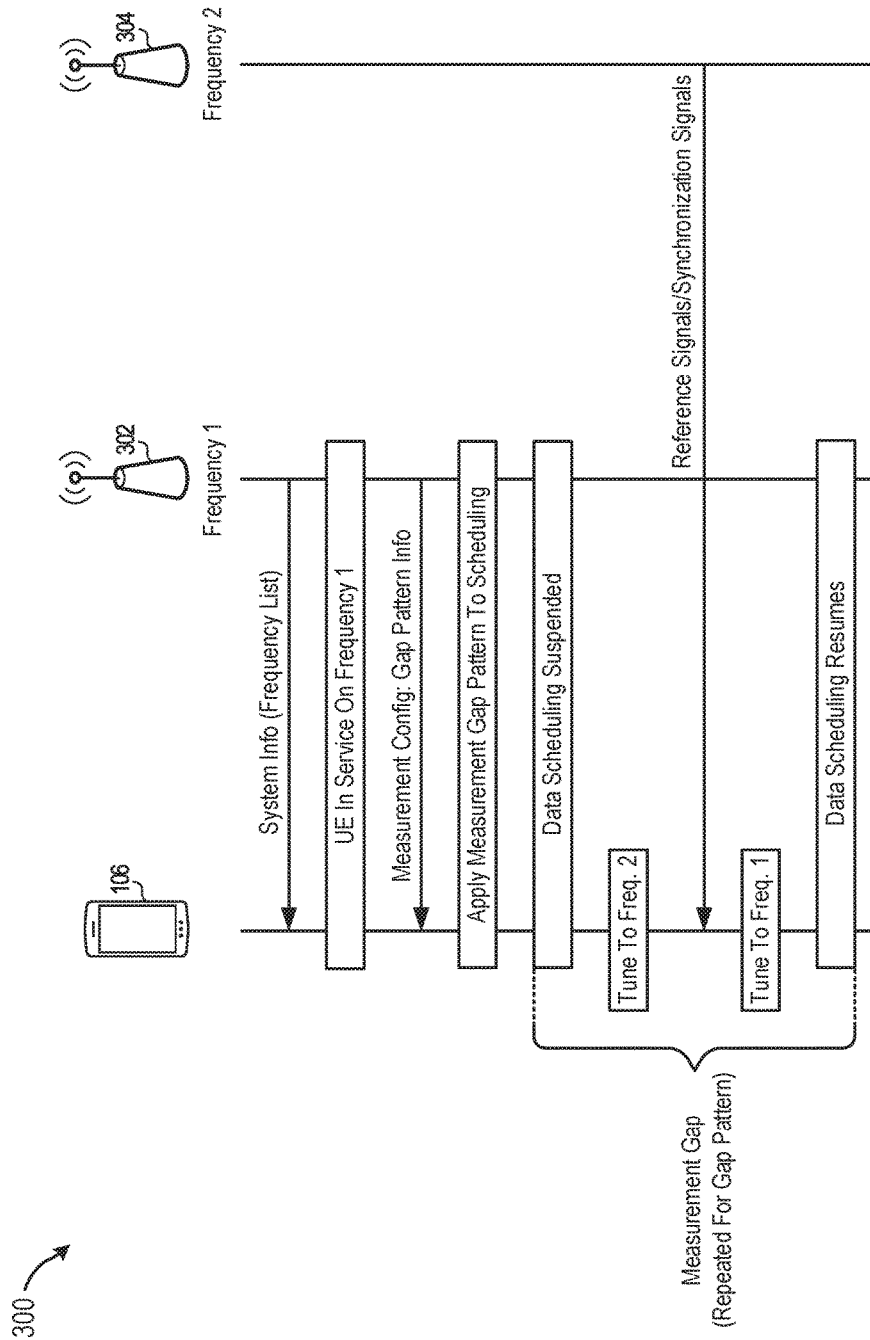 300
106
302
Frequency 1
304
Frequency 2
System Info (Frequency List)
UE In Service On Frequency 1
Measurement Config: Gap Pattern Info
Apply Measurement Gap Pattern To Scheduling
Data Scheduling Suspended
Tune To Freq. 2
Reference Signals/Synchronization Signals
Tune To Freq. 1
Data Scheduling Resumes
Measurement Gap
(Repeated For Gap Pattern)